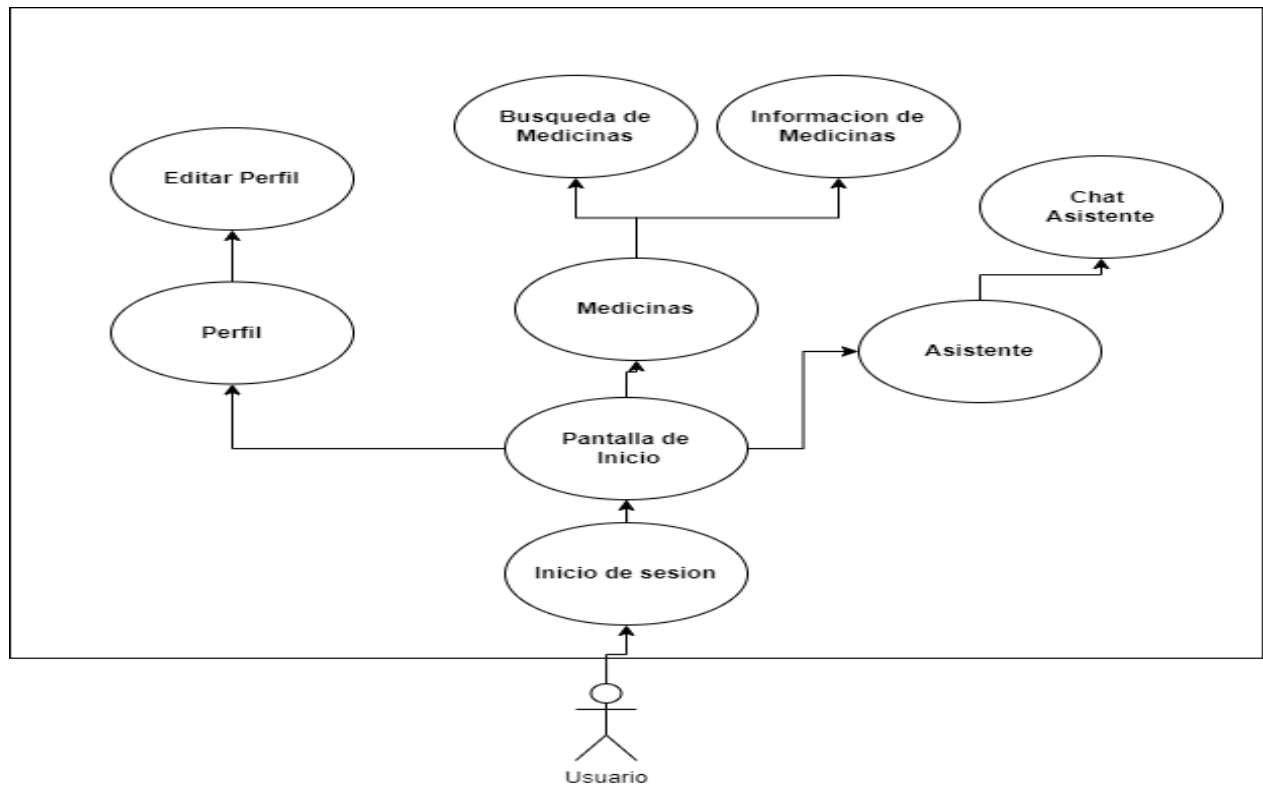 Busqueda de
Medicinas
Informacion de
Medicinas
Editar Perfil
Chat
Asistente
Medicinas
Perfil
Asistente
Pantalla de
Inicio
Inicio de sesion
Usuario